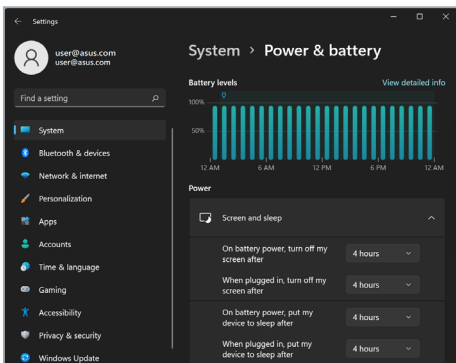 Settings
user@asus.com
user@asus.com
Find a setting
System
Bluetooth & devices
Network & internet
Personalization
Apps
Accounts
Time & language
Gaming
Accessibility
Privacy & security
Windows Update
System > Power & battery
Battery levels
View detailed info
100%
50%
12 AM 6 AM 12 PM 6 PM 12 AM
Power
Screen and sleep
On battery power, turn off my
screen after
4 hours
When plugged in, turn off my
screen after
4 hours
On battery power, put my
device to sleep after
4 hours
When plugged in, put my
device to sleep after
4 hours